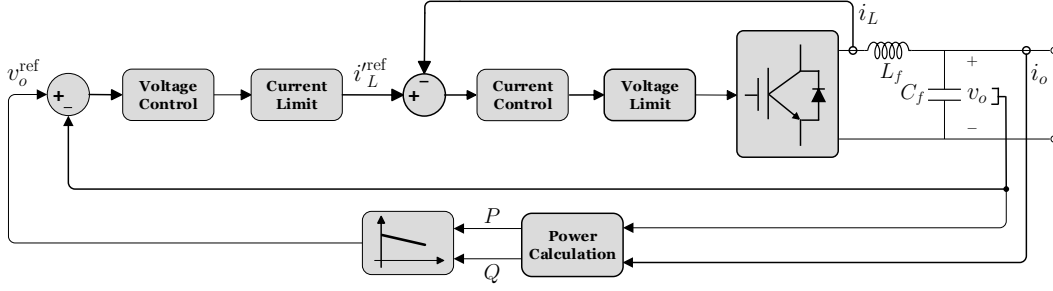 i_L
v_o^ref
+
−
Voltage
Control
Current
Limit
i'_L^ref
−
+
Current
Control
Voltage
Limit
L_f
C_f
+
v_o
−
i_o
P
Q
Power
Calculation